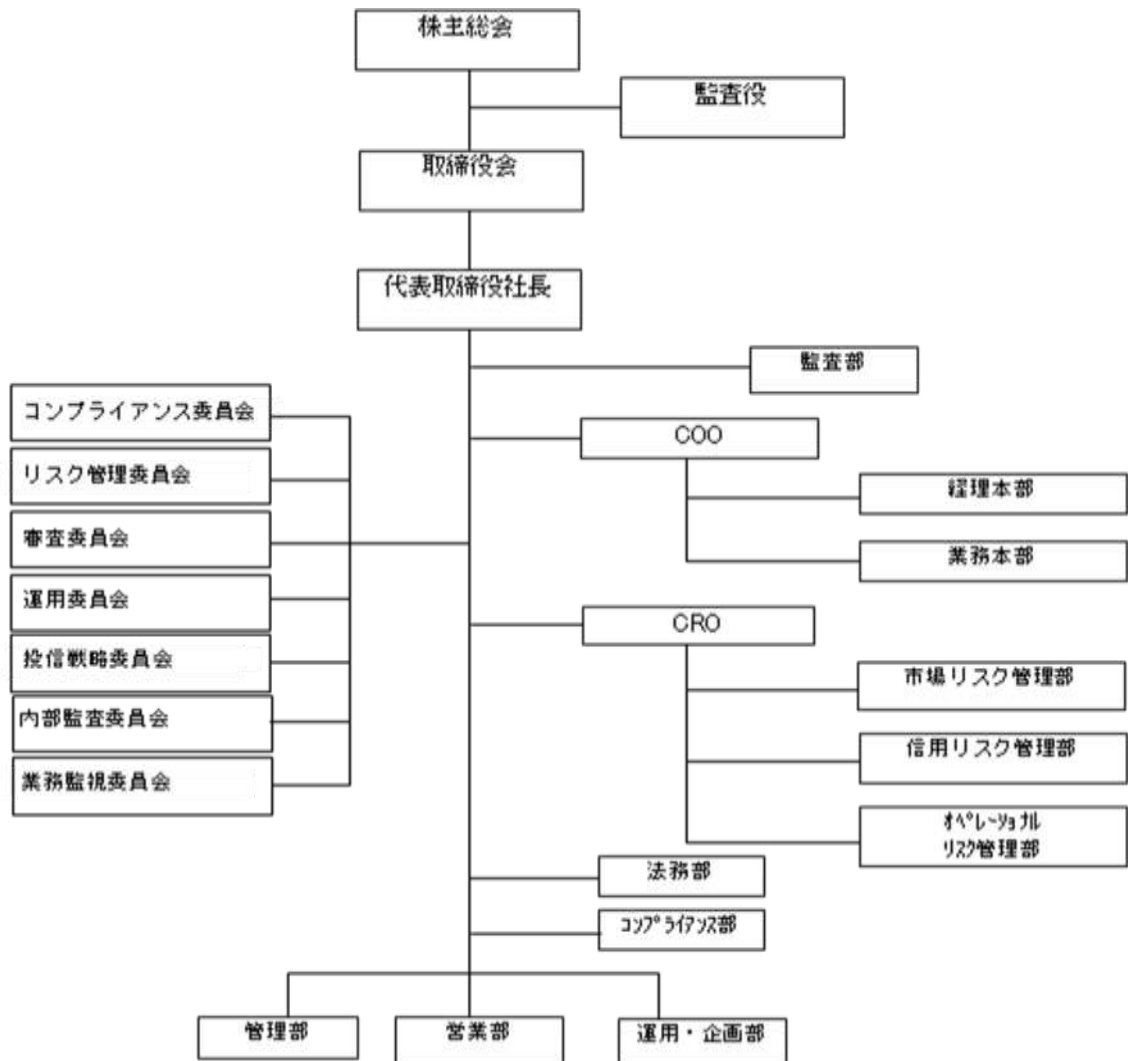 株主総会
監査役
取締役会
代表取締役社長
監査部
コンプライアンス委員会
COO
リスク管理委員会
経理本部
審査委員会
業務本部
運用委員会
CRO
投信戦略委員会
市場リスク管理部
内部監査委員会
信用リスク管理部
業務監視委員会
ｵﾍﾟﾚｰｼｮﾅﾙ
ﾘｽｸ管理部
法務部
ｺﾝﾌﾟﾗｲｱﾝｽ部
管理部
営業部
運用・企画部